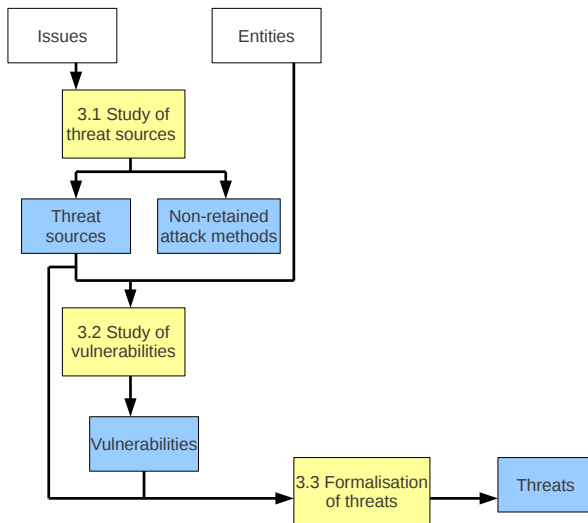 Issues
Entities
3.1 Study of
threat sources
Threat
sources
Non-retained
attack methods
3.2 Study of
vulnerabilities
Vulnerabilities
3.3 Formalisation
of threats
Threats